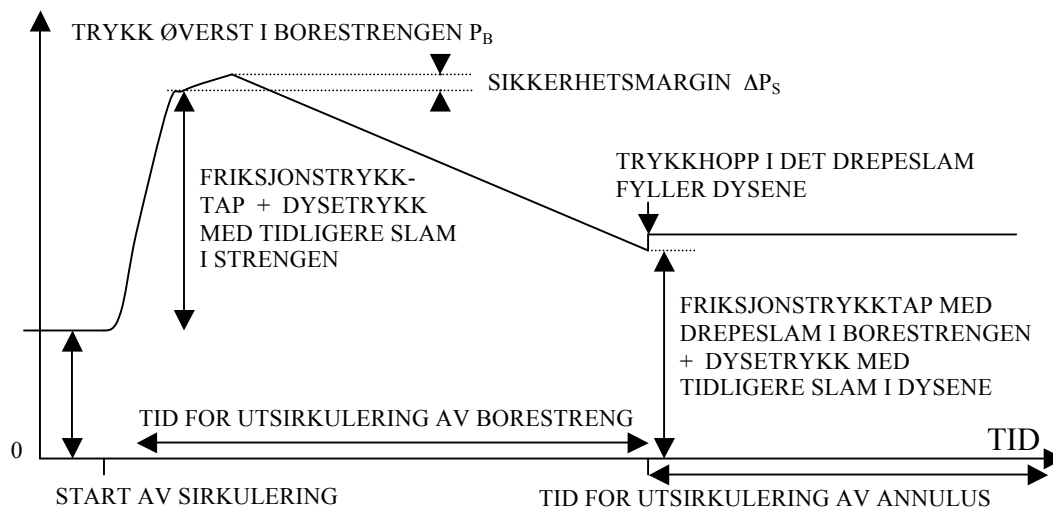 TRYKK ØVERST I BORESTRENGEN P_B
SIKKERHETSMARGIN ΔP_S
TRYKKHOPP I DET DREPESLAM
FYLLER DYSENE
FRIKSJONSTRYKK-
TAP + DYSETRYKK
MED TIDLIGERE SLAM
I STRENGEN
FRIKSJONSTRYKKTAP MED
DREPESLAM I BORESTRENGEN
+ DYSETRYKK MED
TIDLIGERE SLAM I DYSENE
TID FOR UTSIRKULERING AV BORESTRENG
TID
0
START AV SIRKULERING
TID FOR UTSIRKULERING AV ANNULUS